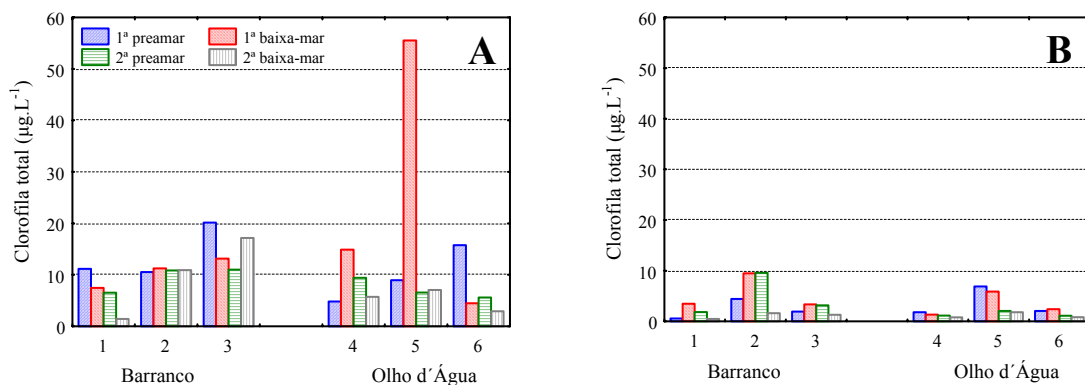 60
50
40
30
20
10
0
Clorofila total (µg.L⁻¹)
1ª preamar
1ª baixa-mar
2ª preamar
2ª baixa-mar
A
1 2 3 4 5 6
Barranco Olho d´Água
60
50
40
30
20
10
0
Clorofila total (µg.L⁻¹)
B
1 2 3 4 5 6
Barranco Olho d´Água